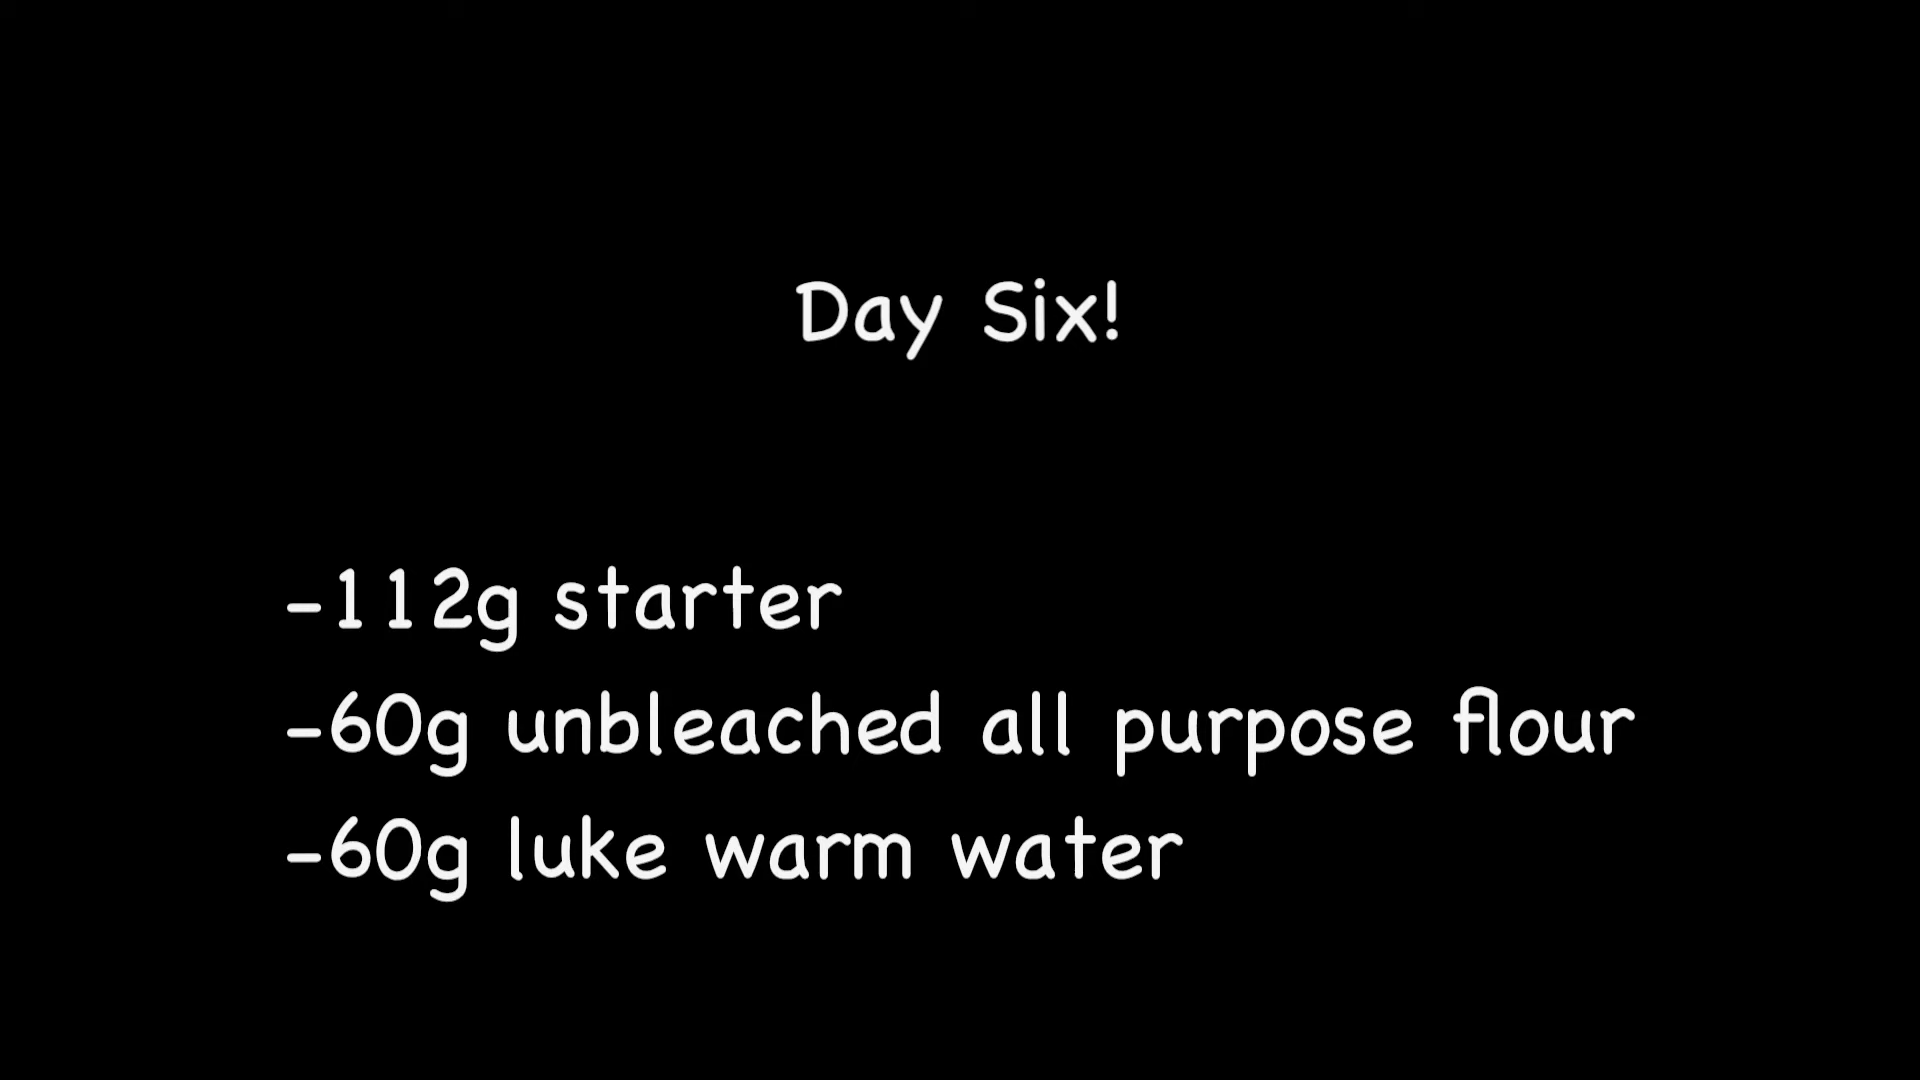 Day Six!
-112g starter
-60g unbleached all purpose flour
-60g luke warm water